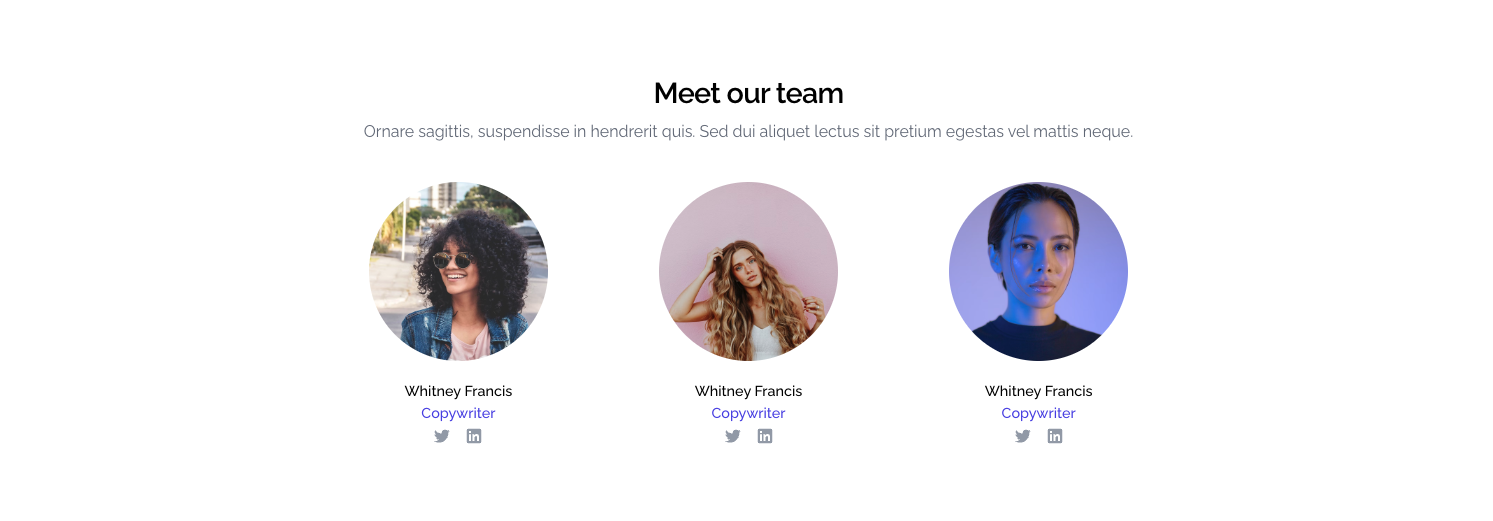 Meet our team
Ornare sagittis, suspendisse in hendrerit quis. Sed dui aliquet lectus sit pretium egestas vel mattis neque.
Whitney Francis
Copywriter
Whitney Francis
Copywriter
Whitney Francis
Copywriter